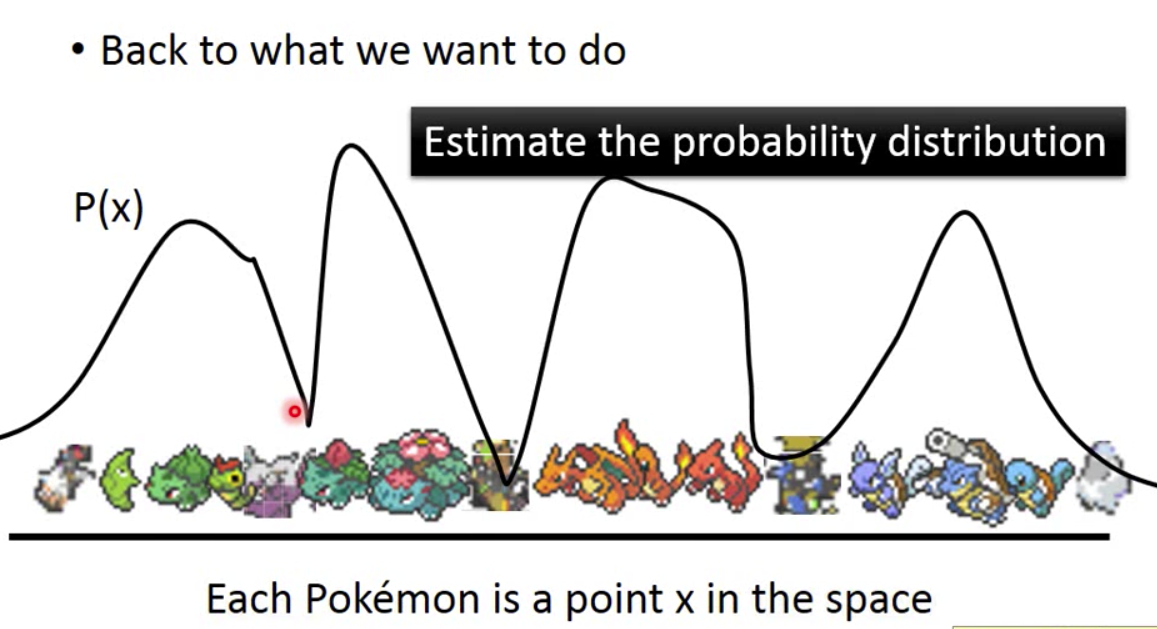 • Back to what we want to do
Estimate the probability distribution
P(x)
Each Pokémon is a point x in the space